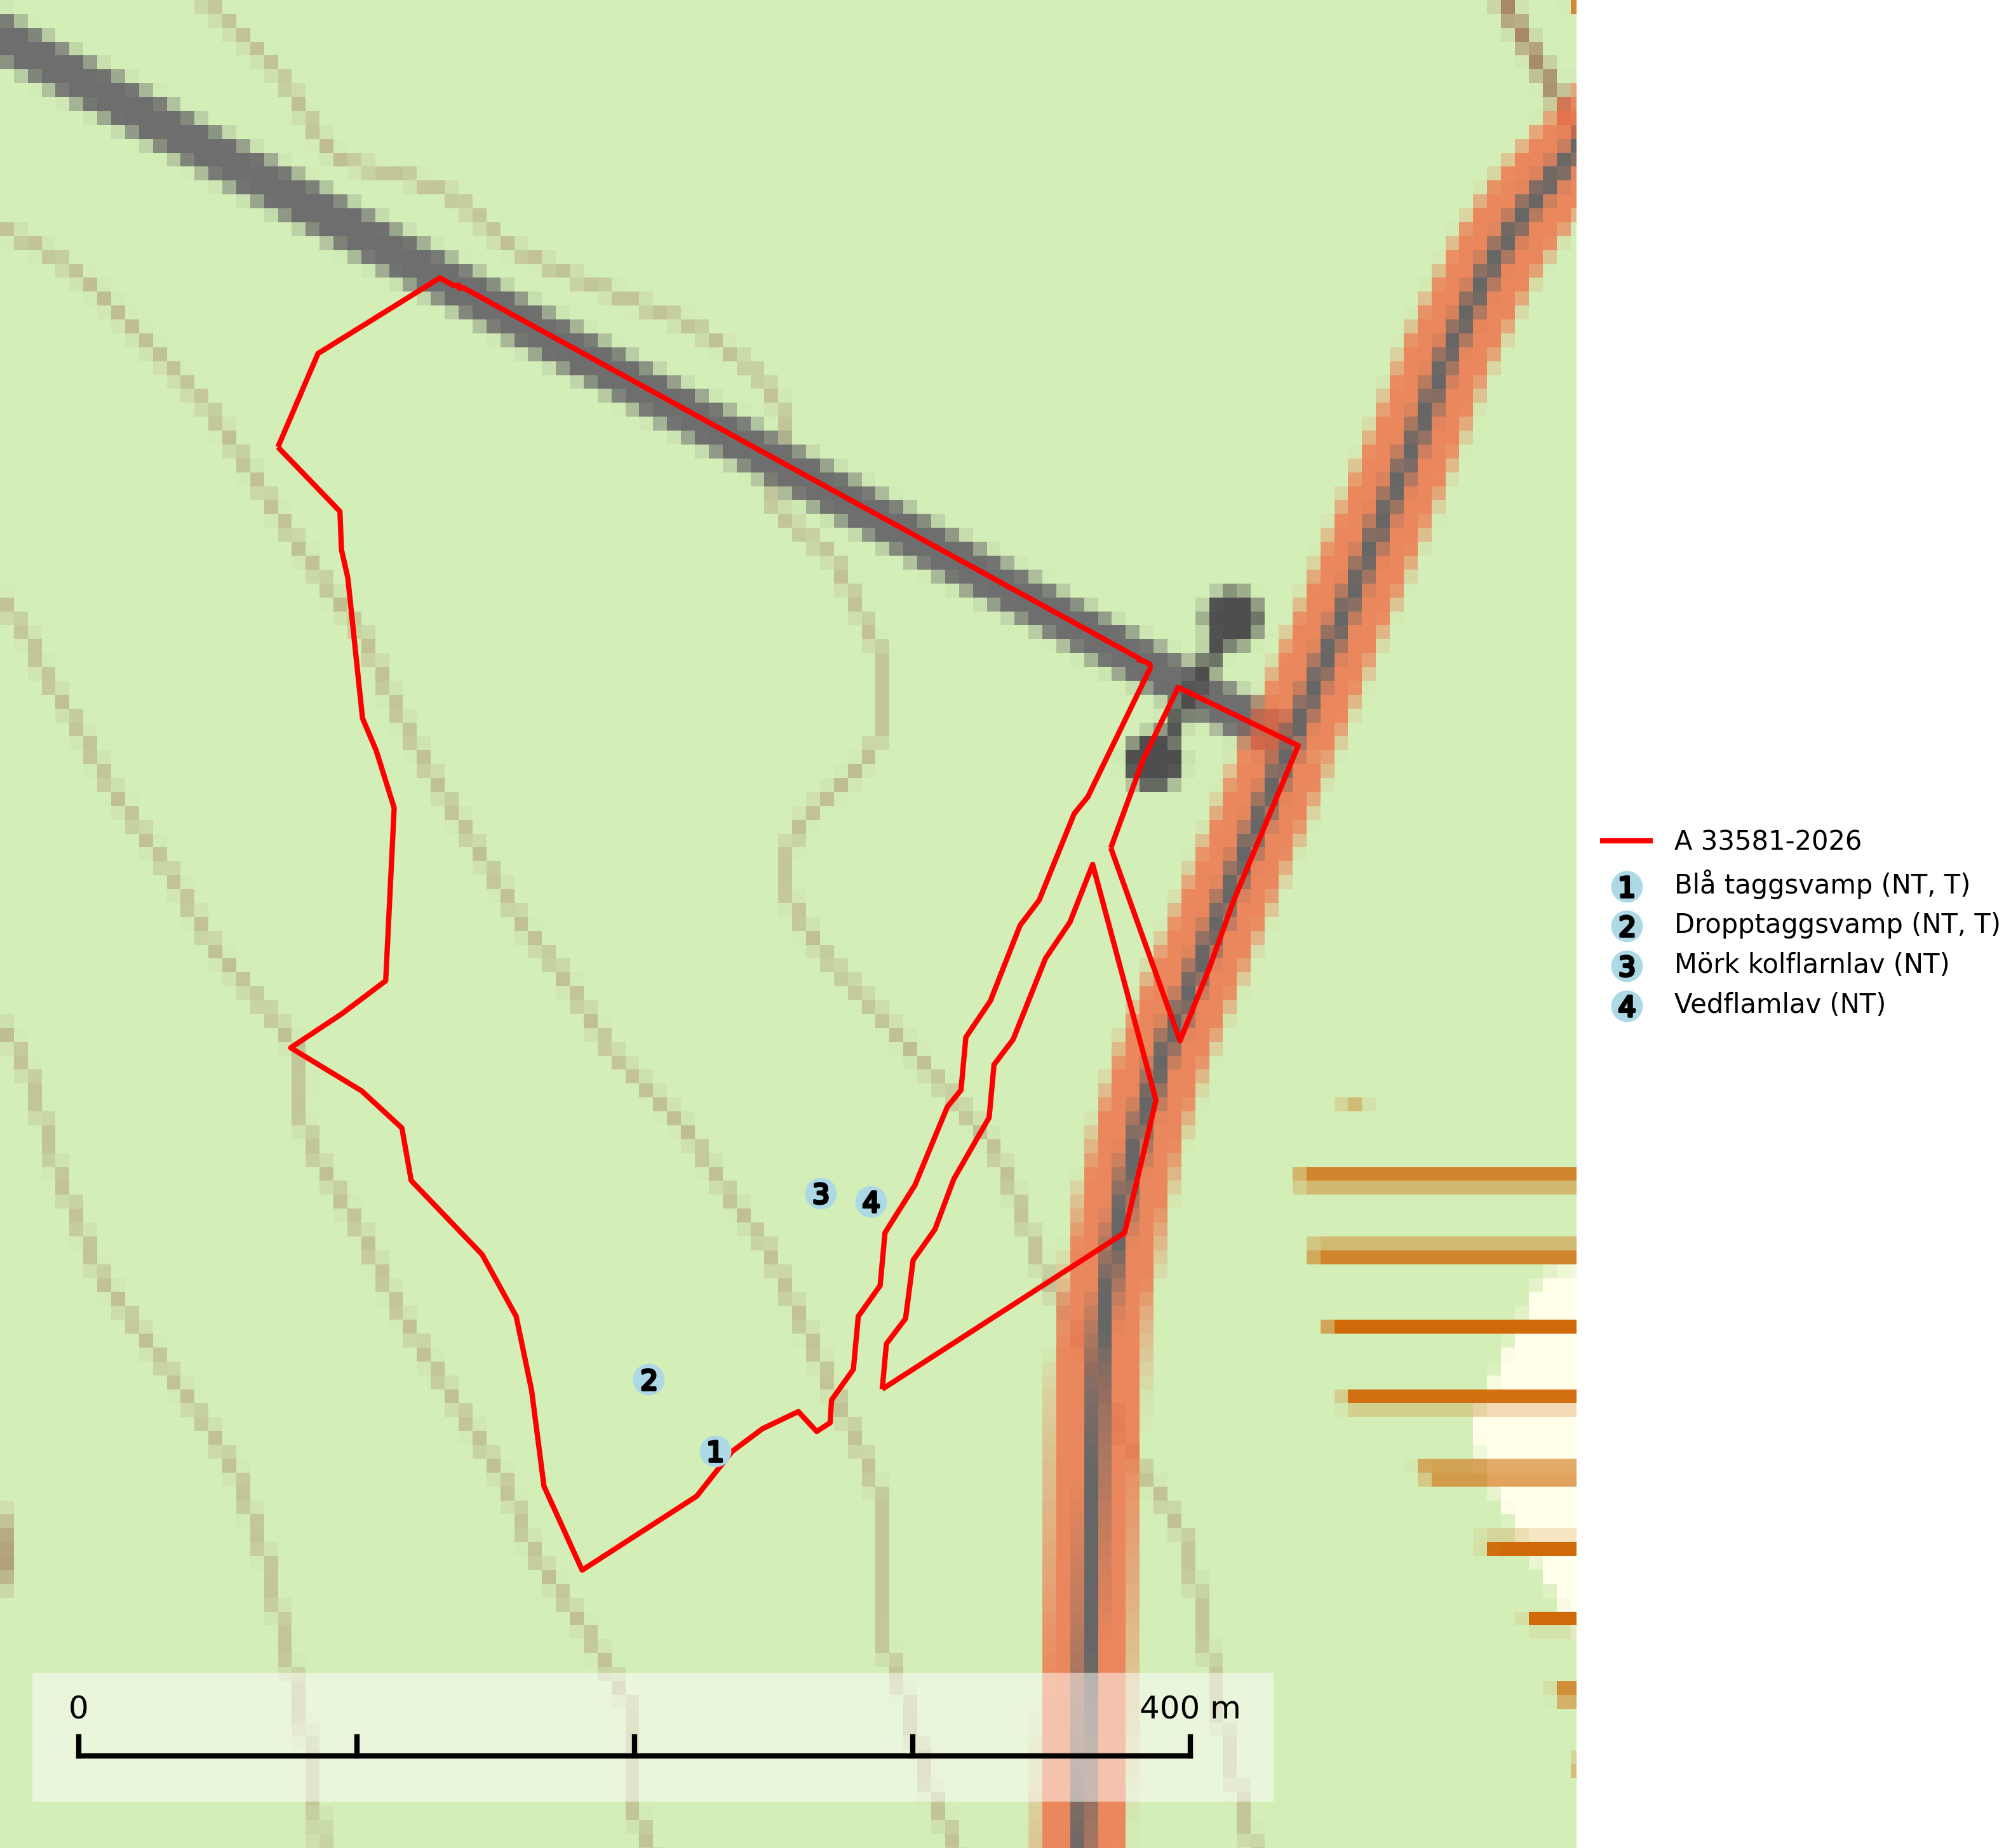 A 33581-2026
1 Blå taggsvamp (NT, T)
2 Dropptaggsvamp (NT, T)
3 Mörk kolflarnlav (NT)
4 Vedflamlav (NT)
3 4
2
1
0 400 m